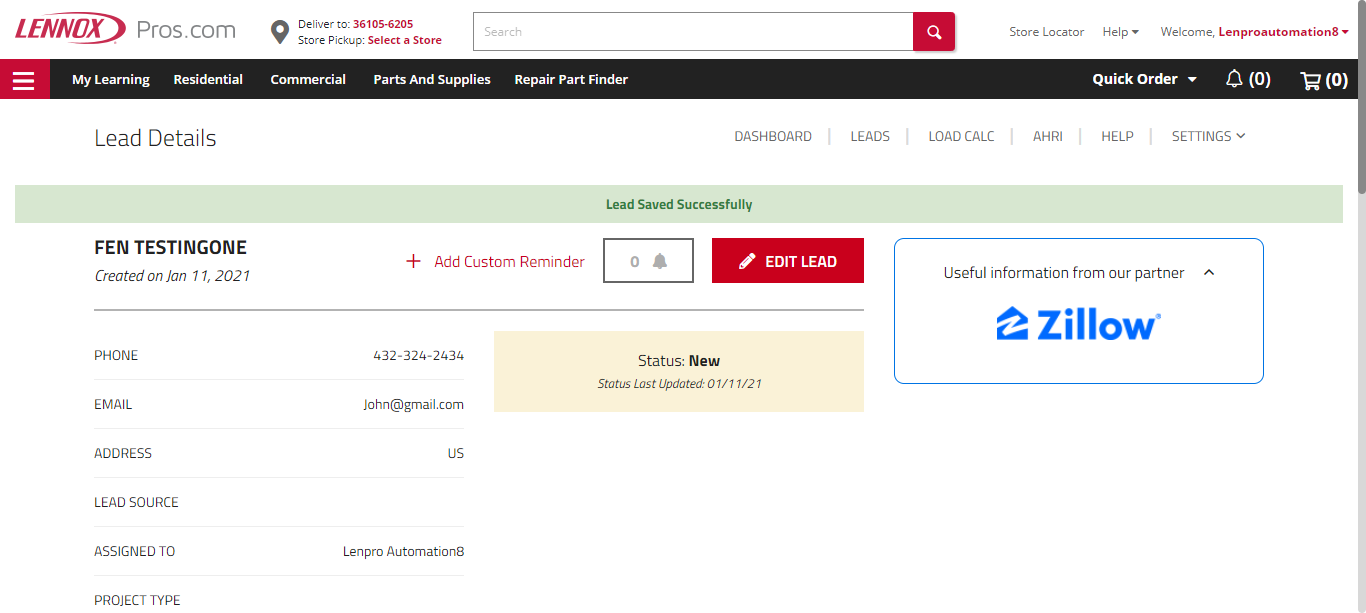 LENNOX Pros.com
Deliver to: 36105-6205
Store Pickup: Select a Store
Search
Store Locator
Help
Welcome, Lenproautomation8
My Learning
Residential
Commercial
Parts And Supplies
Repair Part Finder
Quick Order
(0)
(0)
Lead Details
DASHBOARD
LEADS
LOAD CALC
AHRI
HELP
SETTINGS
Lead Saved Successfully
FEN TESTINGONE
Created on Jan 11, 2021
+ Add Custom Reminder
0
EDIT LEAD
Useful information from our partner
Zillow
PHONE 432-324-2434
EMAIL John@gmail.com
ADDRESS US
LEAD SOURCE
ASSIGNED TO Lenpro Automation8
PROJECT TYPE
Status: New
Status Last Updated: 01/11/21